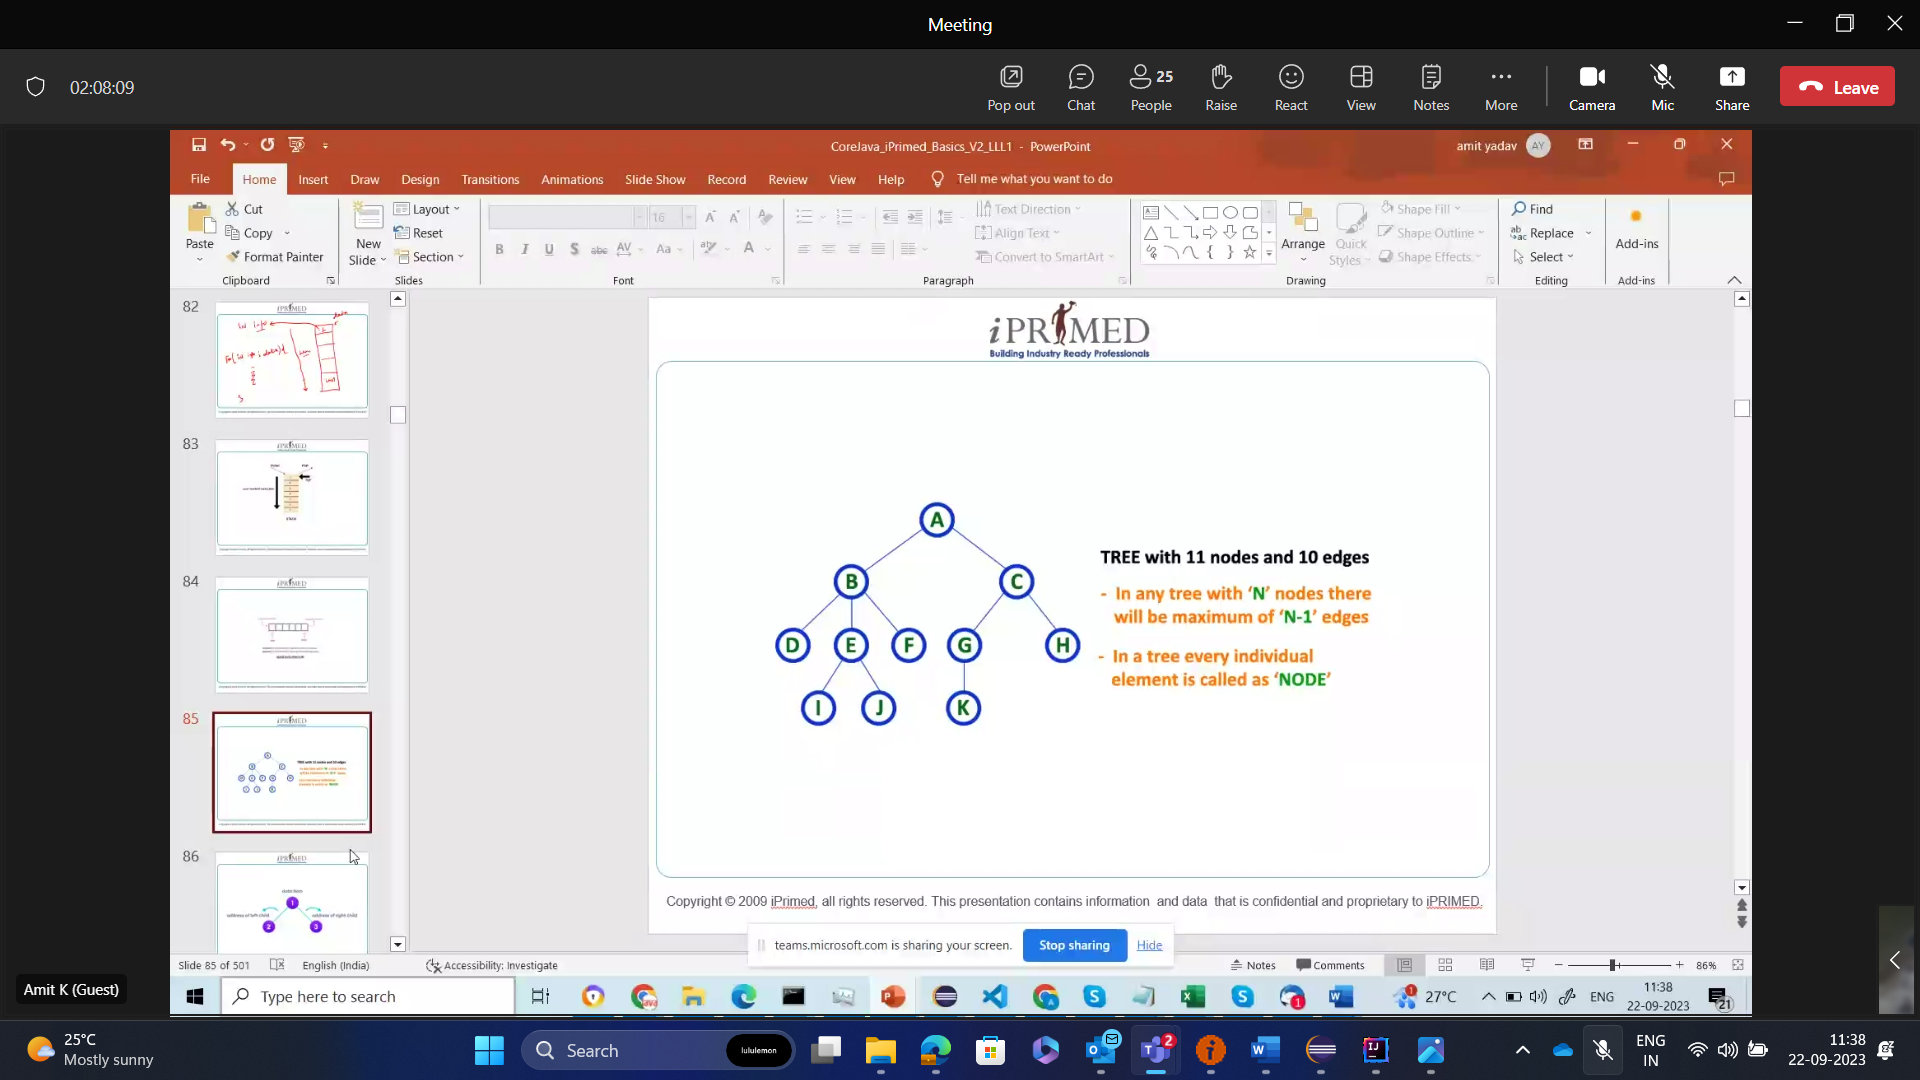 Meeting
02:08:09
Pop out
Chat
25
People
Raise
React
View
Notes
More
Camera
Mic
Share
Leave
CoreJava_iPrimed_Basics_V2_LLL1 - PowerPoint
amit yadav
AY
File
Home
Insert
Draw
Design
Transitions
Animations
Slide Show
Record
Review
View
Help
Tell me what you want to do
Paste
Cut
Copy
Format Painter
Clipboard
New
Slide
Layout
Reset
Section
Slides
16
Font
Text Direction
Align Text
Convert to SmartArt
Paragraph
Arrange
Quick
Styles
Shape Fill
Shape Outline
Shape Effects
Drawing
Find
Replace
Select
Editing
Add-ins
Add-ins
82
83
84
85
86
iPRIMED
Building Industry Ready Professionals
A
B
C
D
E
F
G
H
I
J
K
TREE with 11 nodes and 10 edges
- In any tree with ‘N’ nodes there
will be maximum of ‘N-1’ edges
- In a tree every individual
element is called as ‘NODE’
Copyright © 2009 iPrimed, all rights reserved. This presentation contains information and data that is confidential and proprietary to iPRIMED.
teams.microsoft.com is sharing your screen.
Stop sharing
Hide
Slide 85 of 501
English (India)
Accessibility: Investigate
Notes
Comments
86%
Amit K (Guest)
Type here to search
27°C
ENG
11:38
22-09-2023
21
25°C
Mostly sunny
Search
lululemon
2
ENG
IN
11:38
22-09-2023